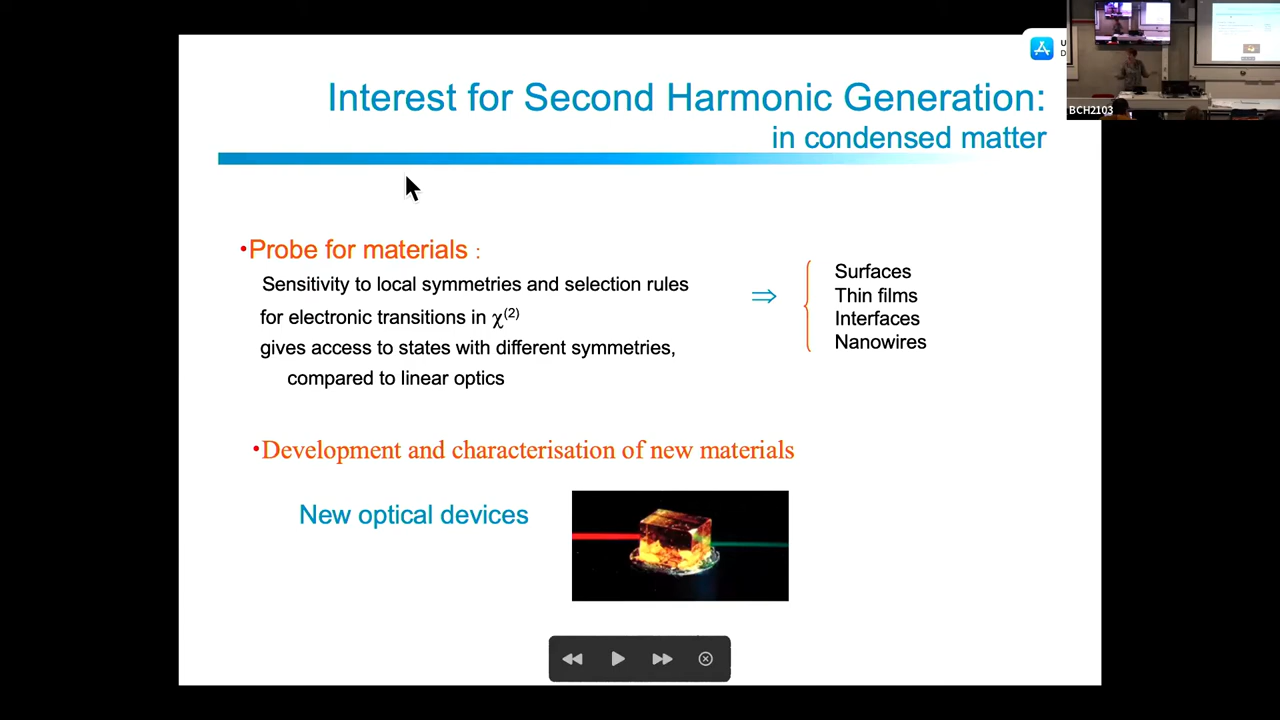 Interest for Second Harmonic Generation:
in condensed matter
•Probe for materials :
Sensitivity to local symmetries and selection rules
for electronic transitions in χ(2)
gives access to states with different symmetries,
compared to linear optics
⇒
Surfaces
Thin films
Interfaces
Nanowires
•Development and characterisation of new materials
New optical devices
BCH2103